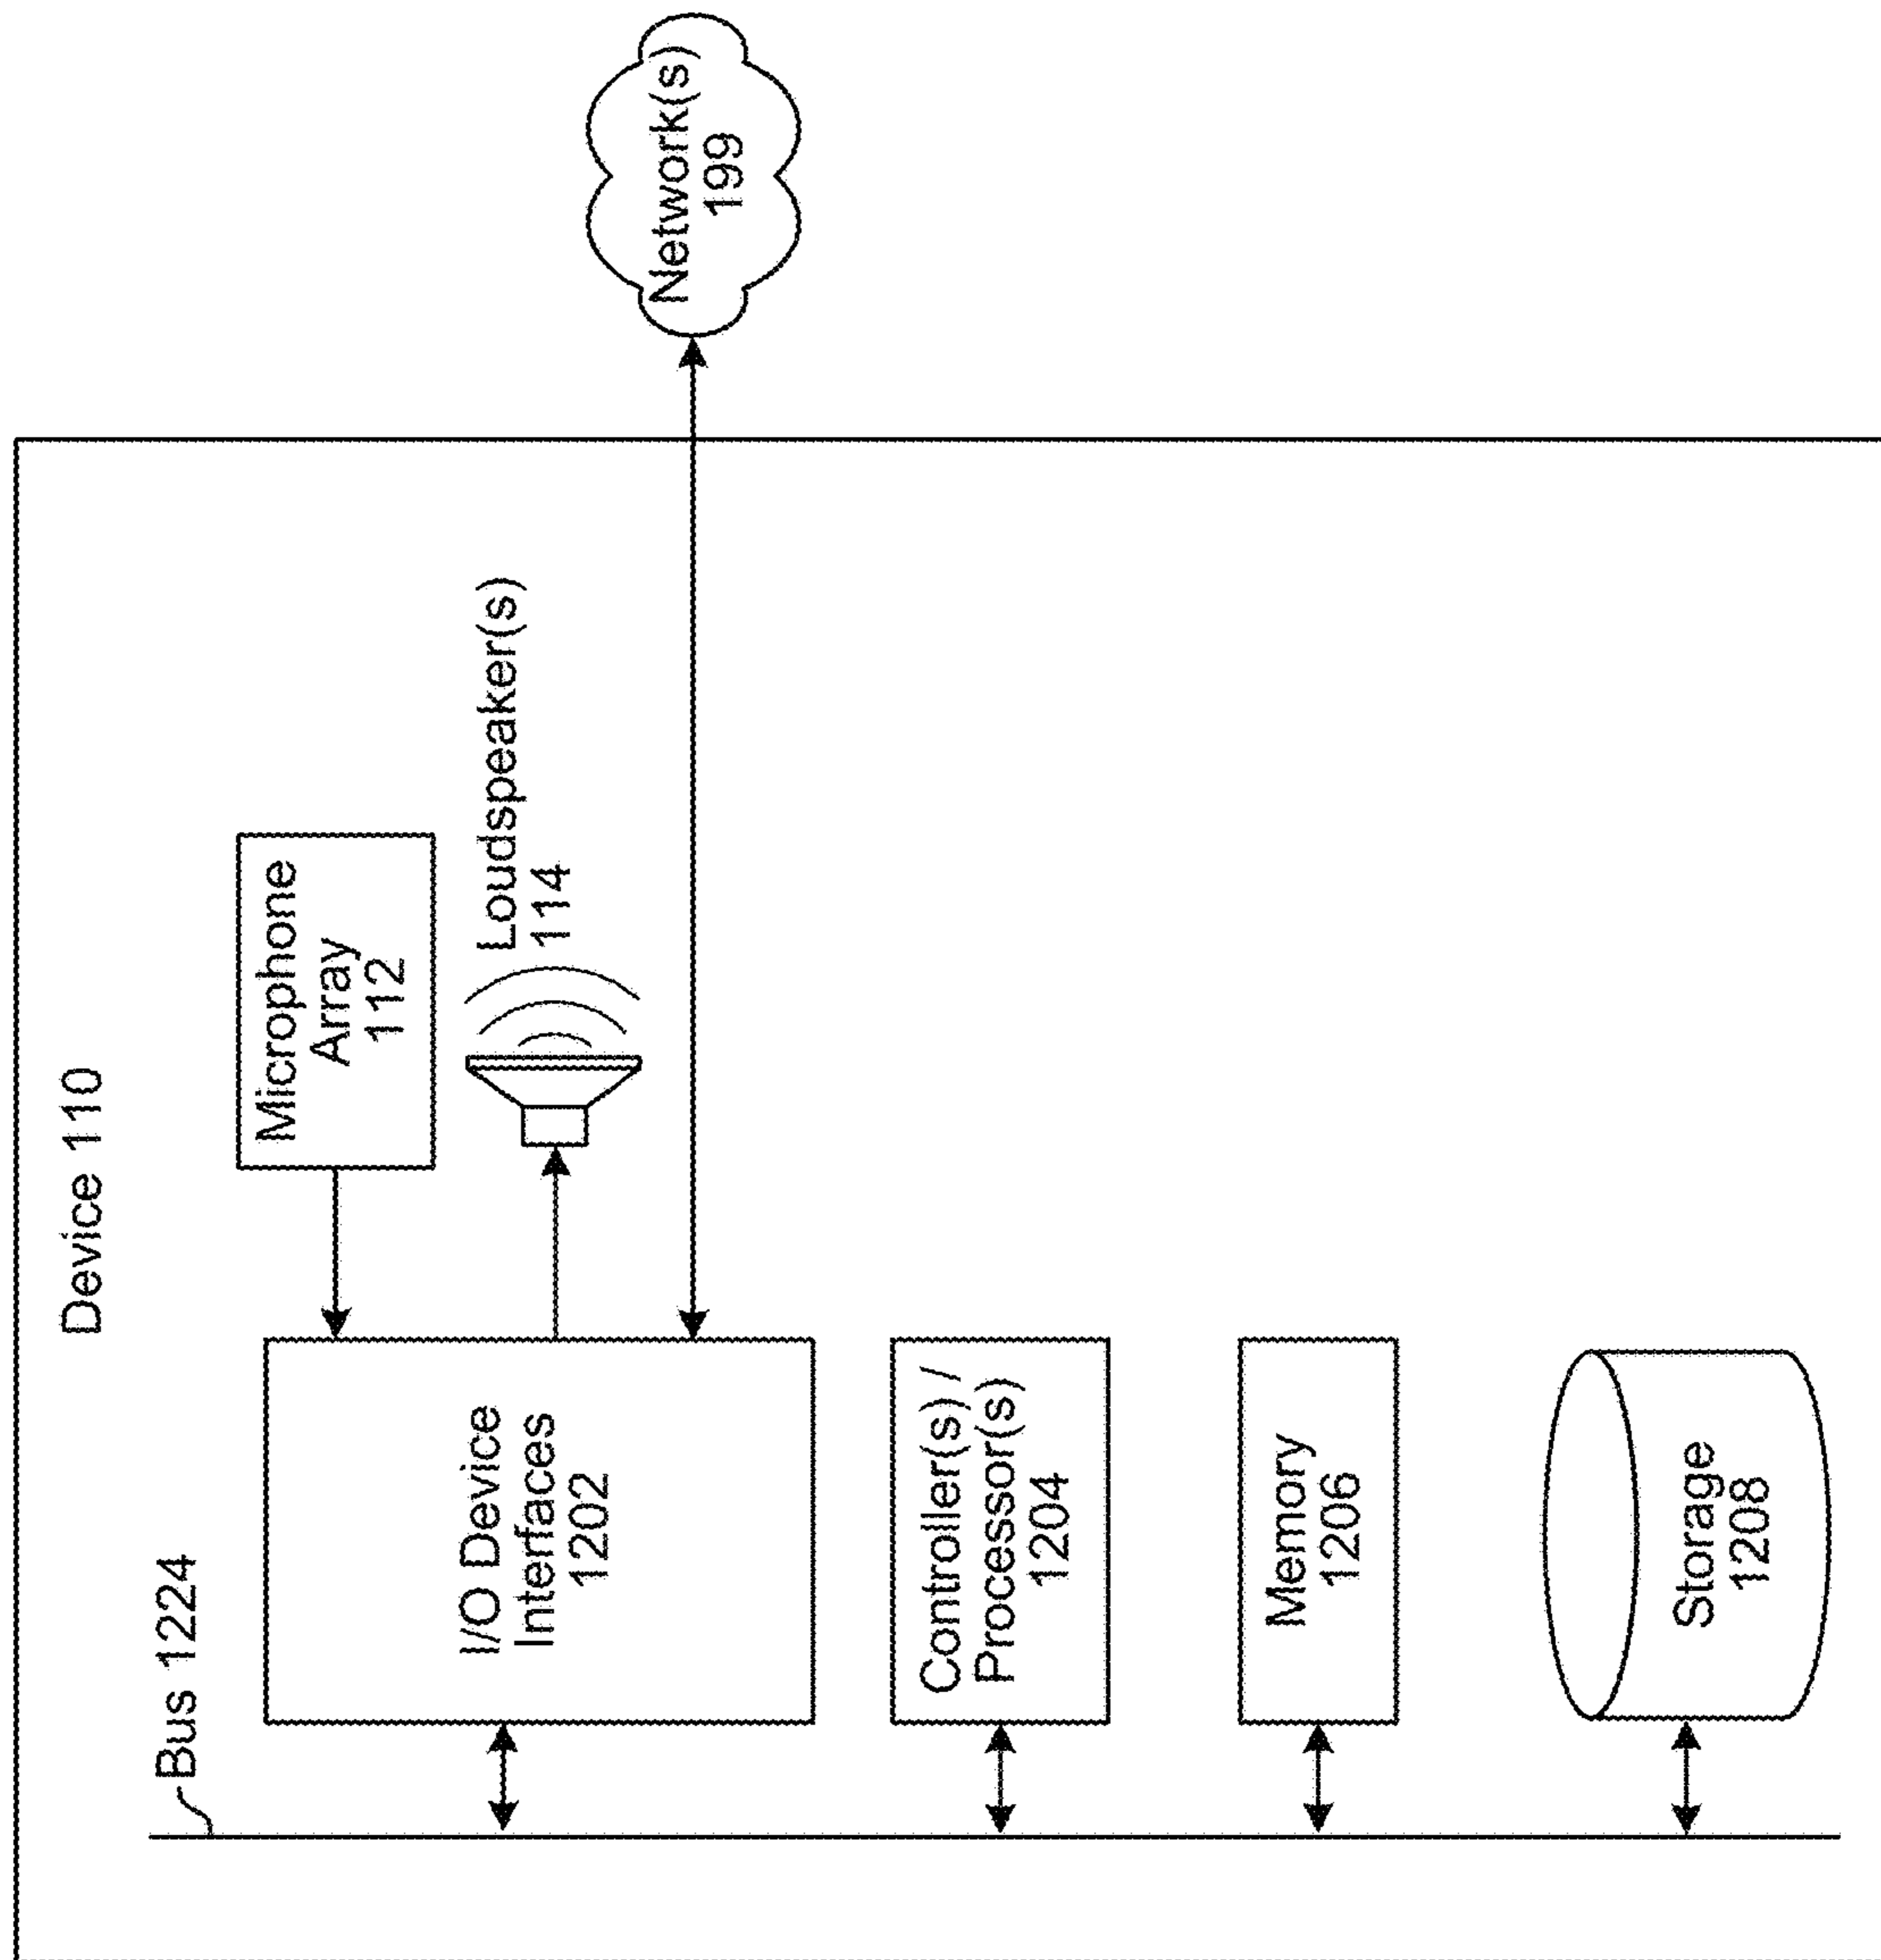 Device 110
Bus 1224
I/O Device
Interfaces
1202
Microphone
Array
112
Loudspeaker(s)
114
Network(s)
199
Controller(s) /
Processor(s)
1204
Memory
1206
Storage
1208